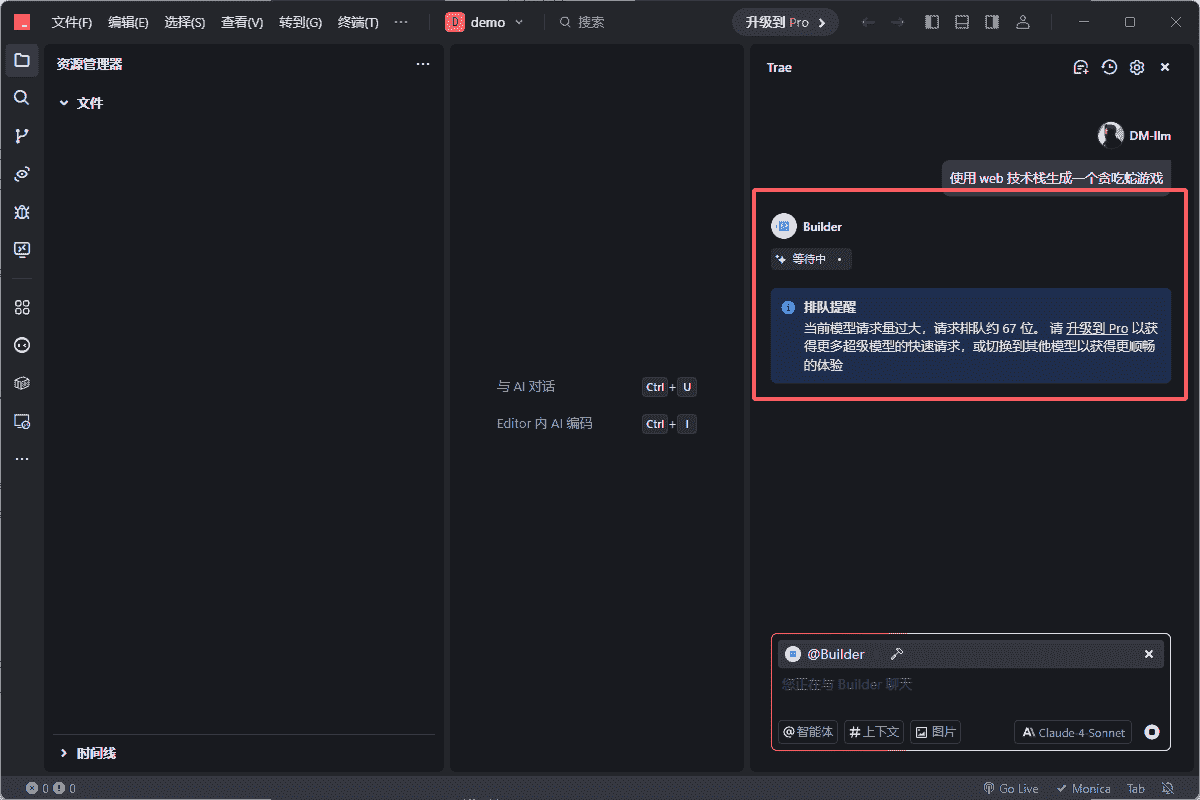 文件(F) 编辑(E) 选择(S) 查看(V) 转到(G) 终端(T) ··· D demo 搜索 升级到 Pro
资源管理器 ···
文件
时间线
与 AI 对话 Ctrl + U
Editor 内 AI 编码 Ctrl + I
Trae
DM-llm
使用 web 技术栈生成一个贪吃蛇游戏
Builder
等待中
排队提醒
当前模型请求量过大，请求排队约 67 位。 请 升级到 Pro 以获
得更多超级模型的快速请求，或切换到其他模型以获得更顺畅
的体验
@Builder
您正在与 Builder 聊天
@智能体 # 上下文 图片 Claude-4-Sonnet
0 0 Go Live Monica Tab